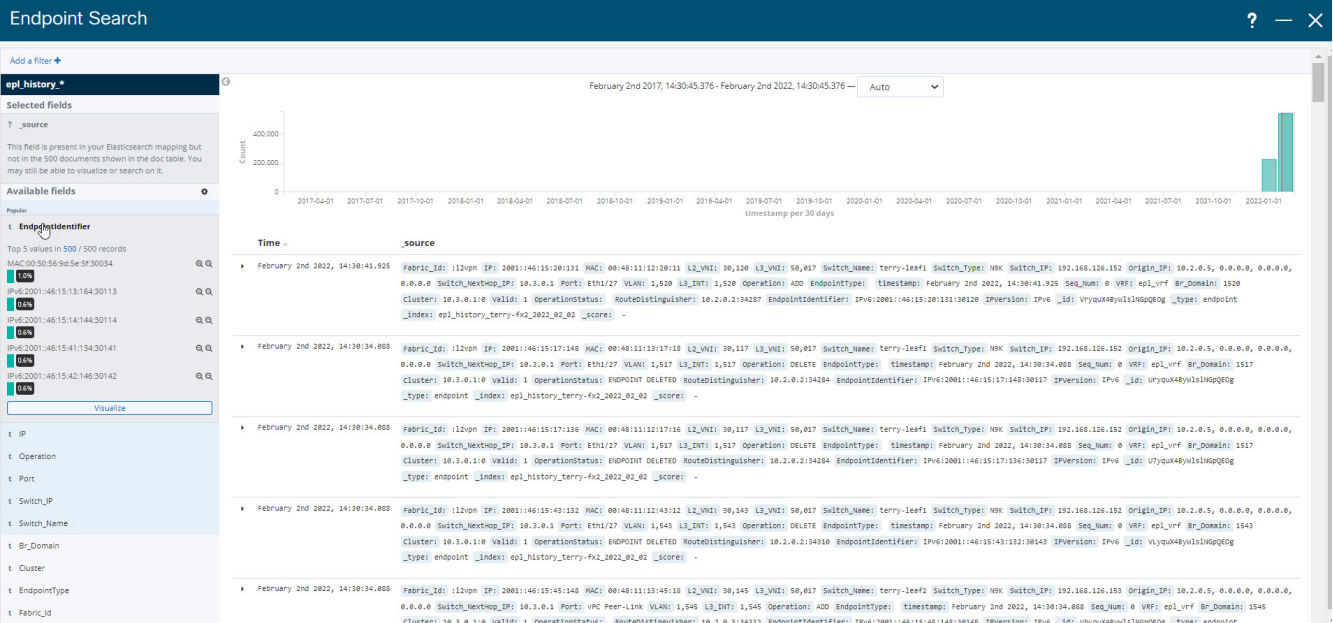 Endpoint Search
? — ×
Add a filter +
epl_history_*
Selected fields
? _source
This field is present in your Elasticsearch mapping but
not in the 500 documents shown in the doc table. You
may still be able to visualize or search on it.
Available fields
Popular
t EndpointIdentifier
Top 5 values in 500 / 500 records
MAC:00:50:56:9d:5e:5f:30034
1.0%
IPv6:2001::46:15:13:164:30113
0.6%
IPv6:2001::46:15:14:144:30114
0.6%
IPv6:2001::46:15:41:134:30141
0.6%
IPv6:2001::46:15:42:146:30142
0.6%
Visualize
t IP
t Operation
t Port
t Switch_IP
t Switch_Name
t Br_Domain
t Cluster
t EndpointType
t Fabric_Id
February 2nd 2017, 14:30:45.376 - February 2nd 2022, 14:30:45.376 — Auto
Count
400,000
200,000
0
2017-04-01 2017-07-01 2017-10-01 2018-01-01 2018-04-01 2018-07-01 2018-10-01 2019-01-01 2019-04-01 2019-07-01 2019-10-01 2020-01-01 2020-04-01 2020-07-01 2020-10-01 2021-01-01 2021-04-01 2021-07-01 2021-10-01 2022-01-01
timestamp per 30 days
Time _source
February 2nd 2022, 14:30:41.925 Fabric_Id: :l2vpn IP: 2001::46:15:20:131 MAC: 00:48:11:12:20:11 L2_VNI: 30,120 L3_VNI: 50,017 Switch_Name: terry-leaf1 Switch_Type: N9K Switch_IP: 192.168.126.152 Origin_IP: 10.2.0.5, 0.0.0.0, 0.0.0.0,
0.0.0.0 Switch_NextHop_IP: 10.3.0.1 Port: Eth1/27 VLAN: 1,520 L3_INT: 1,520 Operation: ADD EndpointType: timestamp: February 2nd 2022, 14:30:41.925 Seq_Num: 0 VRF: epl_vrf Br_Domain: 1520
Cluster: 10.3.0.1:0 Valid: 1 OperationStatus: RouteDistinguisher: 10.2.0.2:34287 EndpointIdentifier: IPv6:2001::46:15:20:131:30120 IPVersion: IPv6 _id: VryquX4ByWlslNGpQEOg _type: endpoint
_index: epl_history_terry-fx2_2022_02_02 _score: -
February 2nd 2022, 14:30:34.088 Fabric_Id: :l2vpn IP: 2001::46:15:17:148 MAC: 00:48:11:13:17:18 L2_VNI: 30,117 L3_VNI: 50,017 Switch_Name: terry-leaf1 Switch_Type: N9K Switch_IP: 192.168.126.152 Origin_IP: 10.2.0.5, 0.0.0.0, 0.0.0.0,
0.0.0.0 Switch_NextHop_IP: 10.3.0.1 Port: Eth1/27 VLAN: 1,517 L3_INT: 1,517 Operation: DELETE EndpointType: timestamp: February 2nd 2022, 14:30:34.088 Seq_Num: 0 VRF: epl_vrf Br_Domain: 1517
Cluster: 10.3.0.1:0 Valid: 1 OperationStatus: ENDPOINT DELETED RouteDistinguisher: 10.2.0.2:34284 EndpointIdentifier: IPv6:2001::46:15:17:148:30117 IPVersion: IPv6 _id: UryquX4ByWlslNGpQEOg
_type: endpoint _index: epl_history_terry-fx2_2022_02_02 _score: -
February 2nd 2022, 14:30:34.088 Fabric_Id: :l2vpn IP: 2001::46:15:17:136 MAC: 00:48:11:12:17:16 L2_VNI: 30,117 L3_VNI: 50,017 Switch_Name: terry-leaf1 Switch_Type: N9K Switch_IP: 192.168.126.152 Origin_IP: 10.2.0.5, 0.0.0.0, 0.0.0.0,
0.0.0.0 Switch_NextHop_IP: 10.3.0.1 Port: Eth1/27 VLAN: 1,517 L3_INT: 1,517 Operation: DELETE EndpointType: timestamp: February 2nd 2022, 14:30:34.088 Seq_Num: 0 VRF: epl_vrf Br_Domain: 1517
Cluster: 10.3.0.1:0 Valid: 1 OperationStatus: ENDPOINT DELETED RouteDistinguisher: 10.2.0.2:34284 EndpointIdentifier: IPv6:2001::46:15:17:136:30117 IPVersion: IPv6 _id: U7yquX4ByWlslNGpQEOg
_type: endpoint _index: epl_history_terry-fx2_2022_02_02 _score: -
February 2nd 2022, 14:30:34.088 Fabric_Id: :l2vpn IP: 2001::46:15:43:132 MAC: 00:48:11:12:43:12 L2_VNI: 30,143 L3_VNI: 50,017 Switch_Name: terry-leaf1 Switch_Type: N9K Switch_IP: 192.168.126.152 Origin_IP: 10.2.0.5, 0.0.0.0, 0.0.0.0,
0.0.0.0 Switch_NextHop_IP: 10.3.0.1 Port: Eth1/27 VLAN: 1,543 L3_INT: 1,543 Operation: DELETE EndpointType: timestamp: February 2nd 2022, 14:30:34.088 Seq_Num: 0 VRF: epl_vrf Br_Domain: 1543
Cluster: 10.3.0.1:0 Valid: 1 OperationStatus: ENDPOINT DELETED RouteDistinguisher: 10.2.0.2:34310 EndpointIdentifier: IPv6:2001::46:15:43:132:30143 IPVersion: IPv6 _id: VLyquX4ByWlslNGpQEOg
_type: endpoint _index: epl_history_terry-fx2_2022_02_02 _score: -
February 2nd 2022, 14:30:34.088 Fabric_Id: :l2vpn IP: 2001::46:15:45:148 MAC: 00:48:11:13:45:18 L2_VNI: 30,145 L3_VNI: 50,017 Switch_Name: terry-leaf2 Switch_Type: N9K Switch_IP: 192.168.126.153 Origin_IP: 10.2.0.5, 0.0.0.0, 0.0.0.0,
0.0.0.0 Switch_NextHop_IP: 10.3.0.1 Port: vPC Peer-Link VLAN: 1,545 L3_INT: 1,545 Operation: ADD EndpointType: timestamp: February 2nd 2022, 14:30:34.088 Seq_Num: 0 VRF: epl_vrf Br_Domain: 1545
Cluster: 10.3.0.1:0 Valid: 1 OperationStatus: RouteDistinguisher: 10.2.0.3:34312 EndpointIdentifier: IPv6:2001::46:15:45:148:30145 IPVersion: IPv6 _id: _type: endpoint